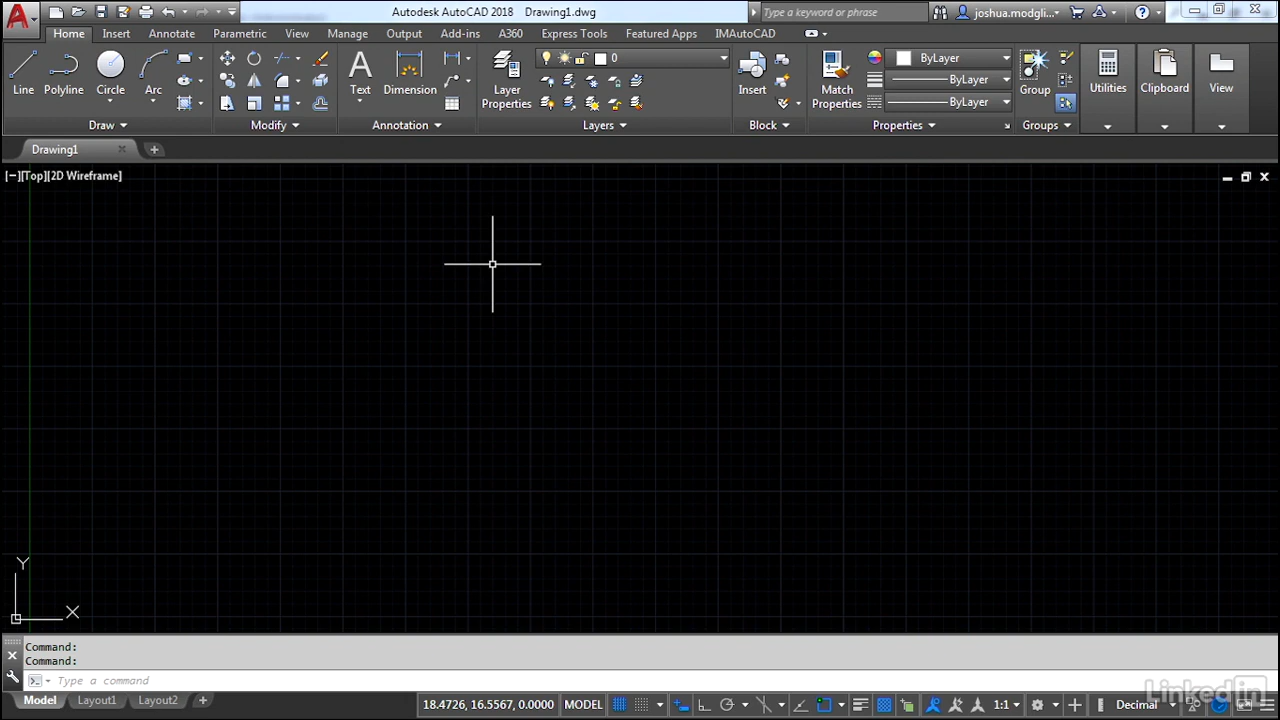 Autodesk AutoCAD 2018 Drawing1.dwg
Type a keyword or phrase
joshua.modgli...
Home Insert Annotate Parametric View Manage Output Add-ins A360 Express Tools Featured Apps IMAutoCAD
Line Polyline Circle Arc
Text Dimension
Layer Properties
0
Insert
Match Properties
ByLayer
ByLayer
ByLayer
Group
Utilities
Clipboard
View
Draw Modify Annotation Layers Block Properties Groups
Drawing1
[−][Top][2D Wireframe]
Y
X
Command:
Command:
Type a command
Model Layout1 Layout2
18.4726, 16.5567, 0.0000 MODEL
1:1
Decimal
Linked in